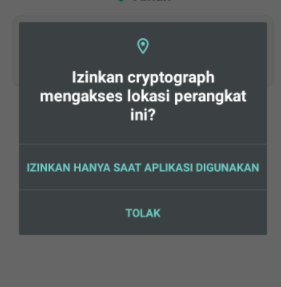 Izinkan cryptograph
mengakses lokasi perangkat
ini?
IZINKAN HANYA SAAT APLIKASI DIGUNAKAN
TOLAK